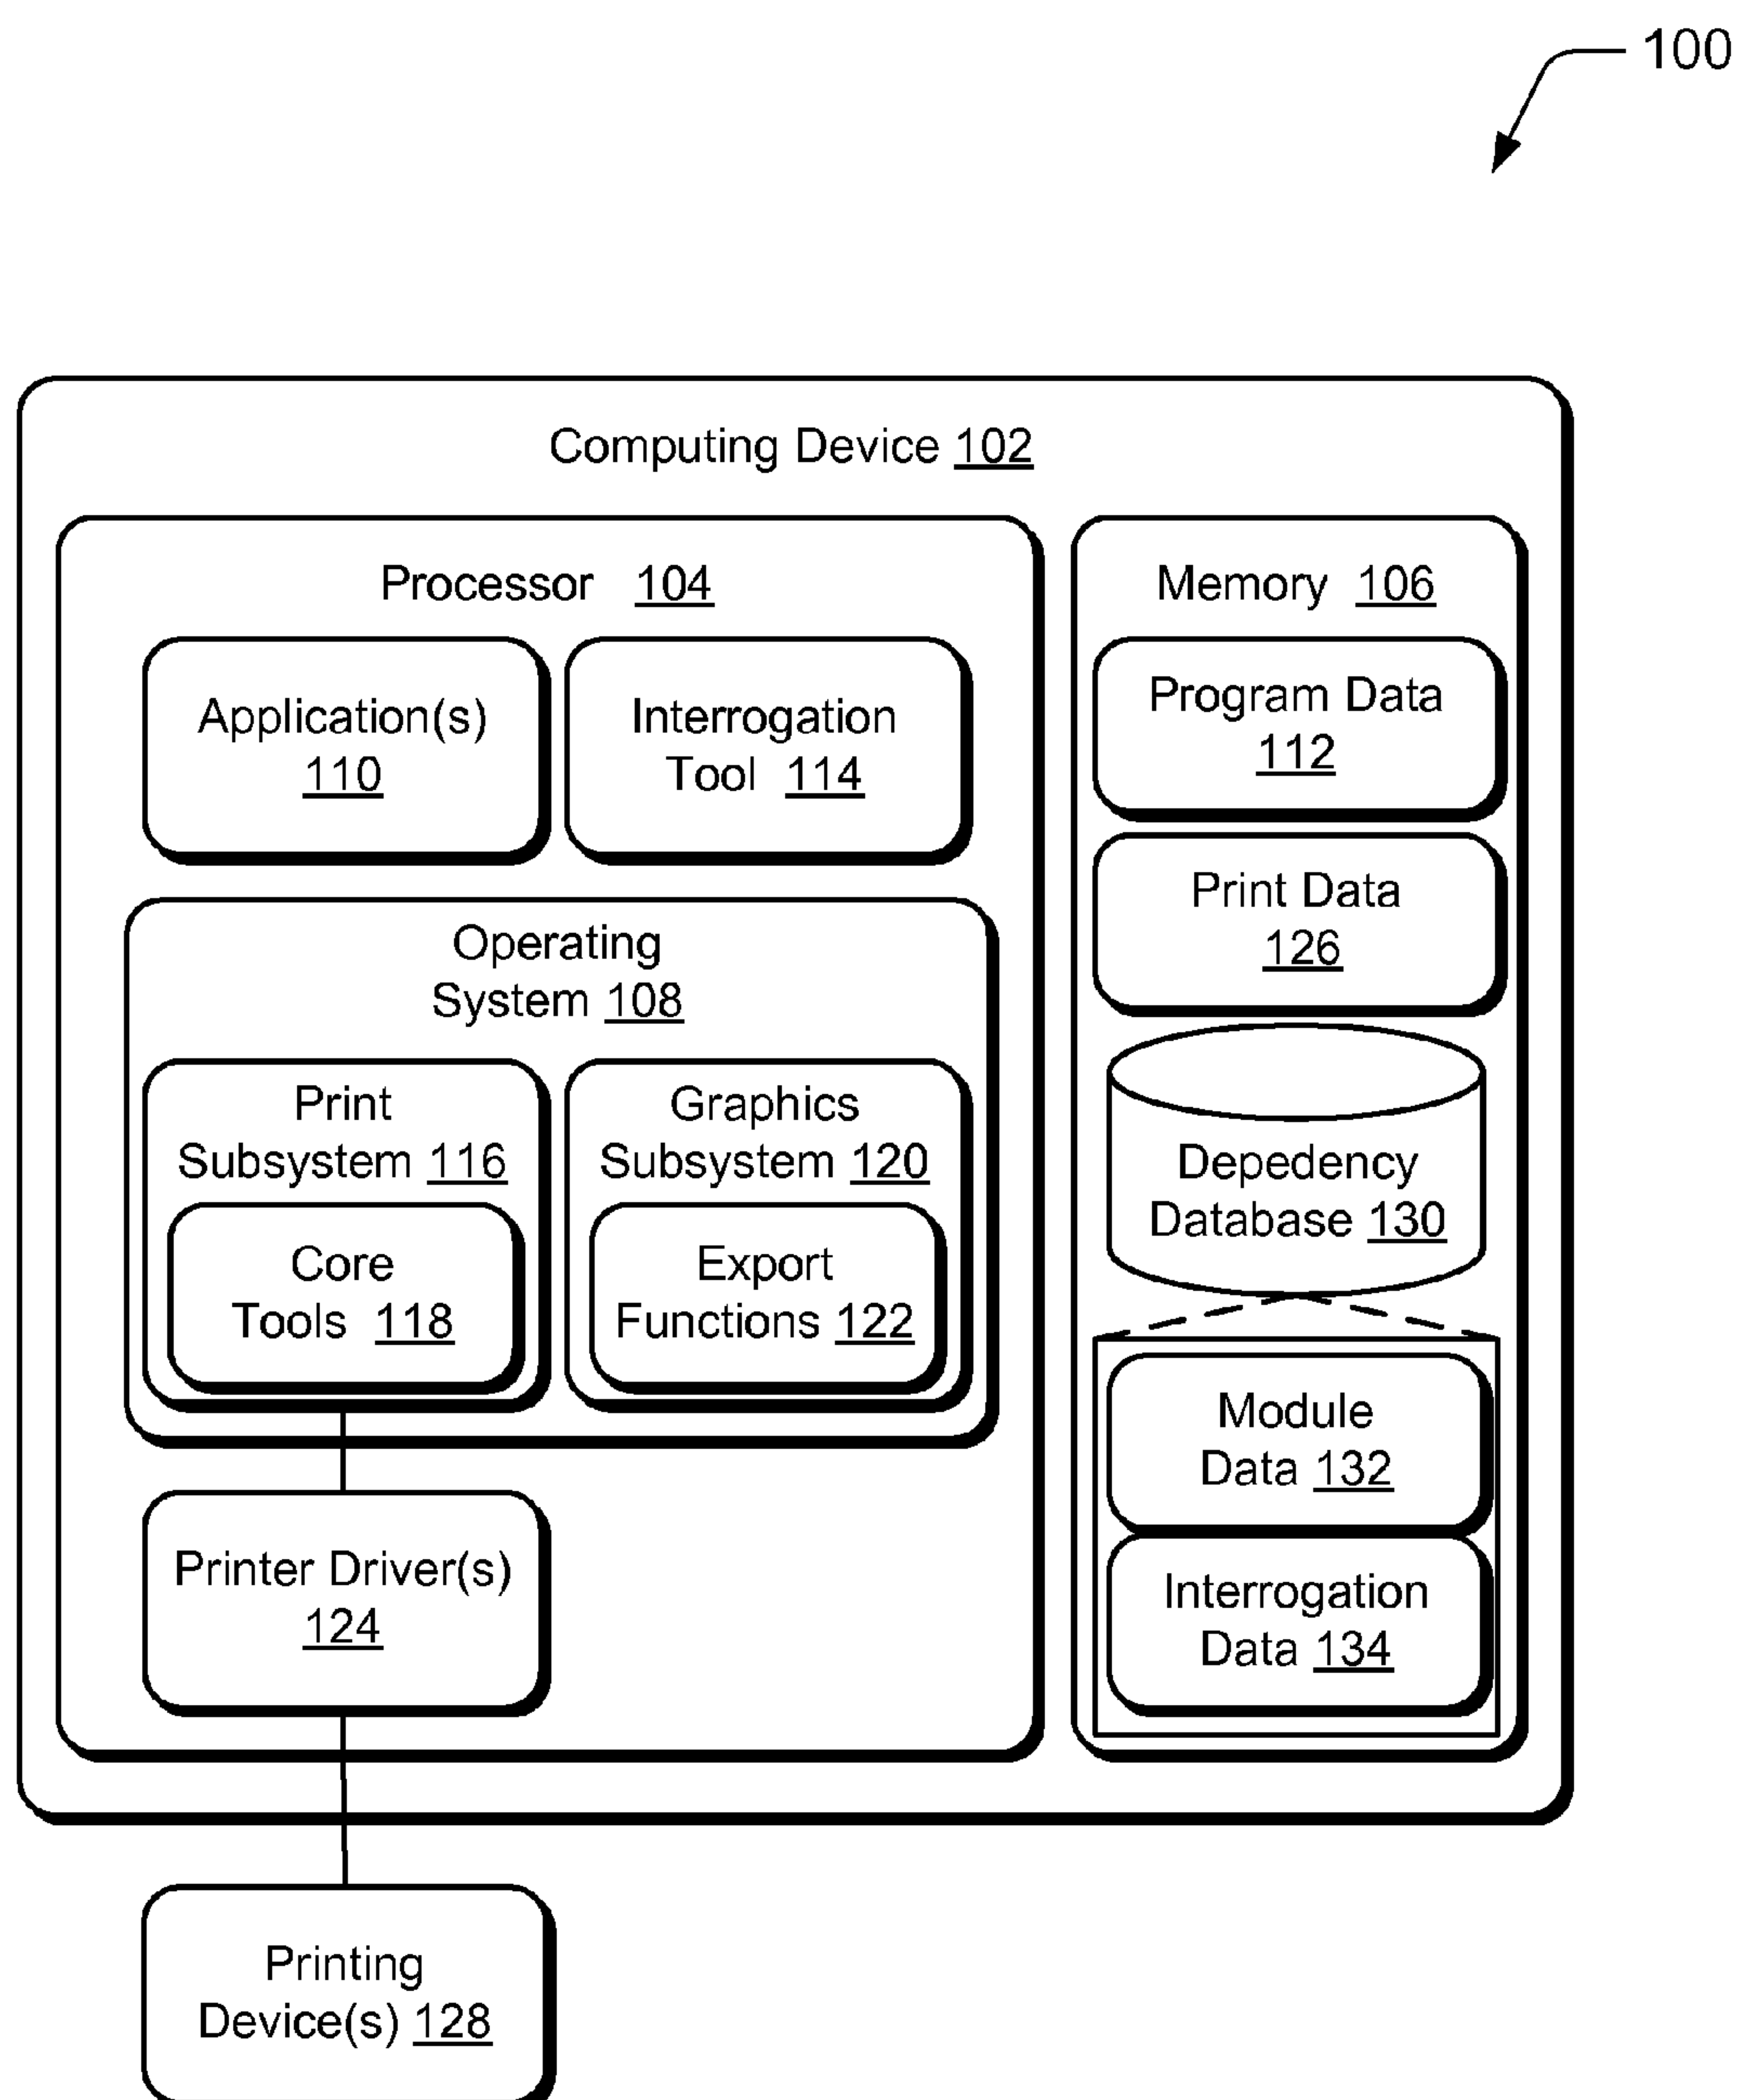 100
Computing Device 102
Processor 104
Application(s)
110
Interrogation
Tool 114
Operating
System 108
Print
Subsystem 116
Core
Tools 118
Graphics
Subsystem 120
Export
Functions 122
Printer Driver(s)
124
Memory 106
Program Data
112
Print Data
126
Depedency
Database 130
Module
Data 132
Interrogation
Data 134
Printing
Device(s) 128